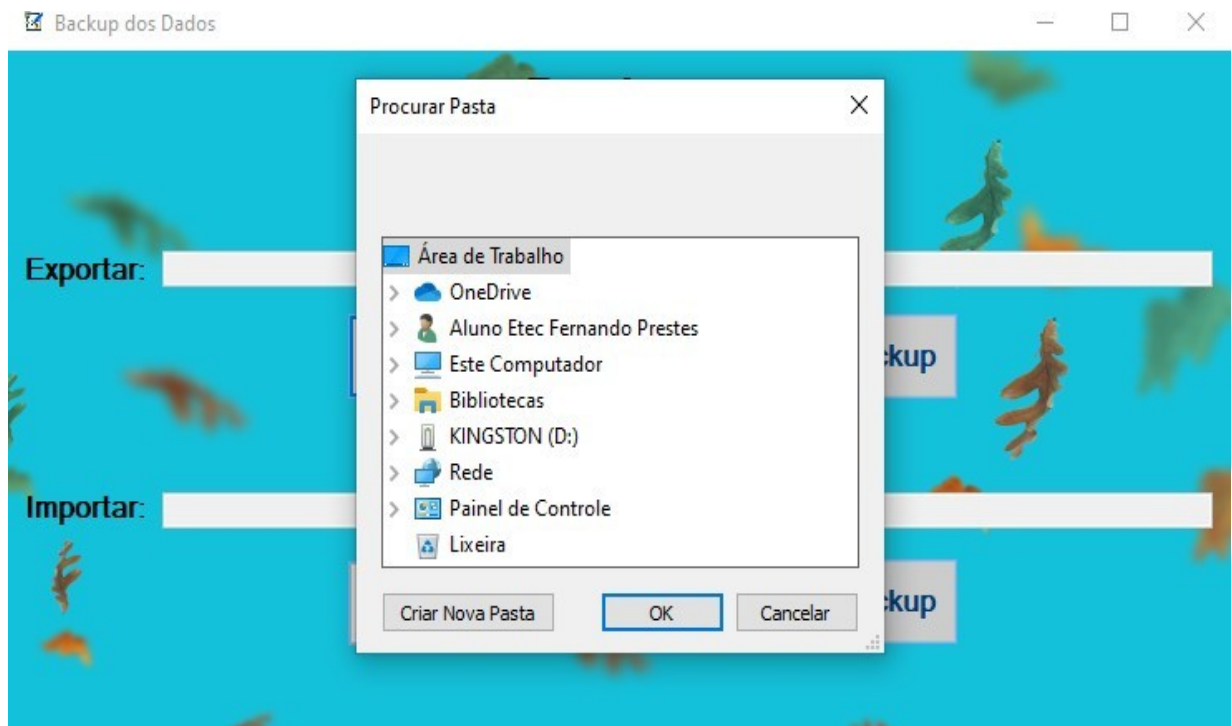 Backup dos Dados
Procurar Pasta
Área de Trabalho
OneDrive
Exportar:
Aluno Etec Fernando Prestes
Este Computador
ckup
Bibliotecas
KINGSTON (D:)
Rede
Importar:
Painel de Controle
Lixeira
Criar Nova Pasta
OK
Cancelar
ckup